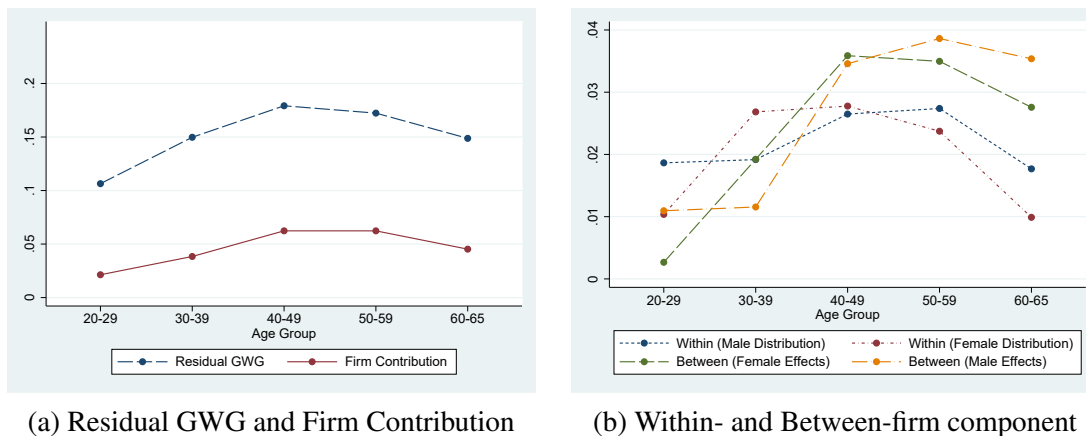 .2
.15
.1
.05
0
20-29 30-39 40-49 50-59 60-65
Age Group
Residual GWG Firm Contribution
(a) Residual GWG and Firm Contribution
.04
.03
.02
.01
0
20-29 30-39 40-49 50-59 60-65
Age Group
Within (Male Distribution) Within (Female Distribution)
Between (Female Effects) Between (Male Effects)
(b) Within- and Between-firm component